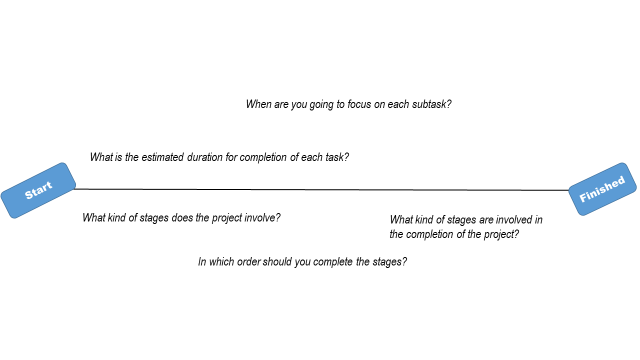 When are you going to focus on each subtask?
What is the estimated duration for completion of each task?
Start
Finished
What kind of stages does the project involve?
What kind of stages are involved in
the completion of the project?
In which order should you complete the stages?